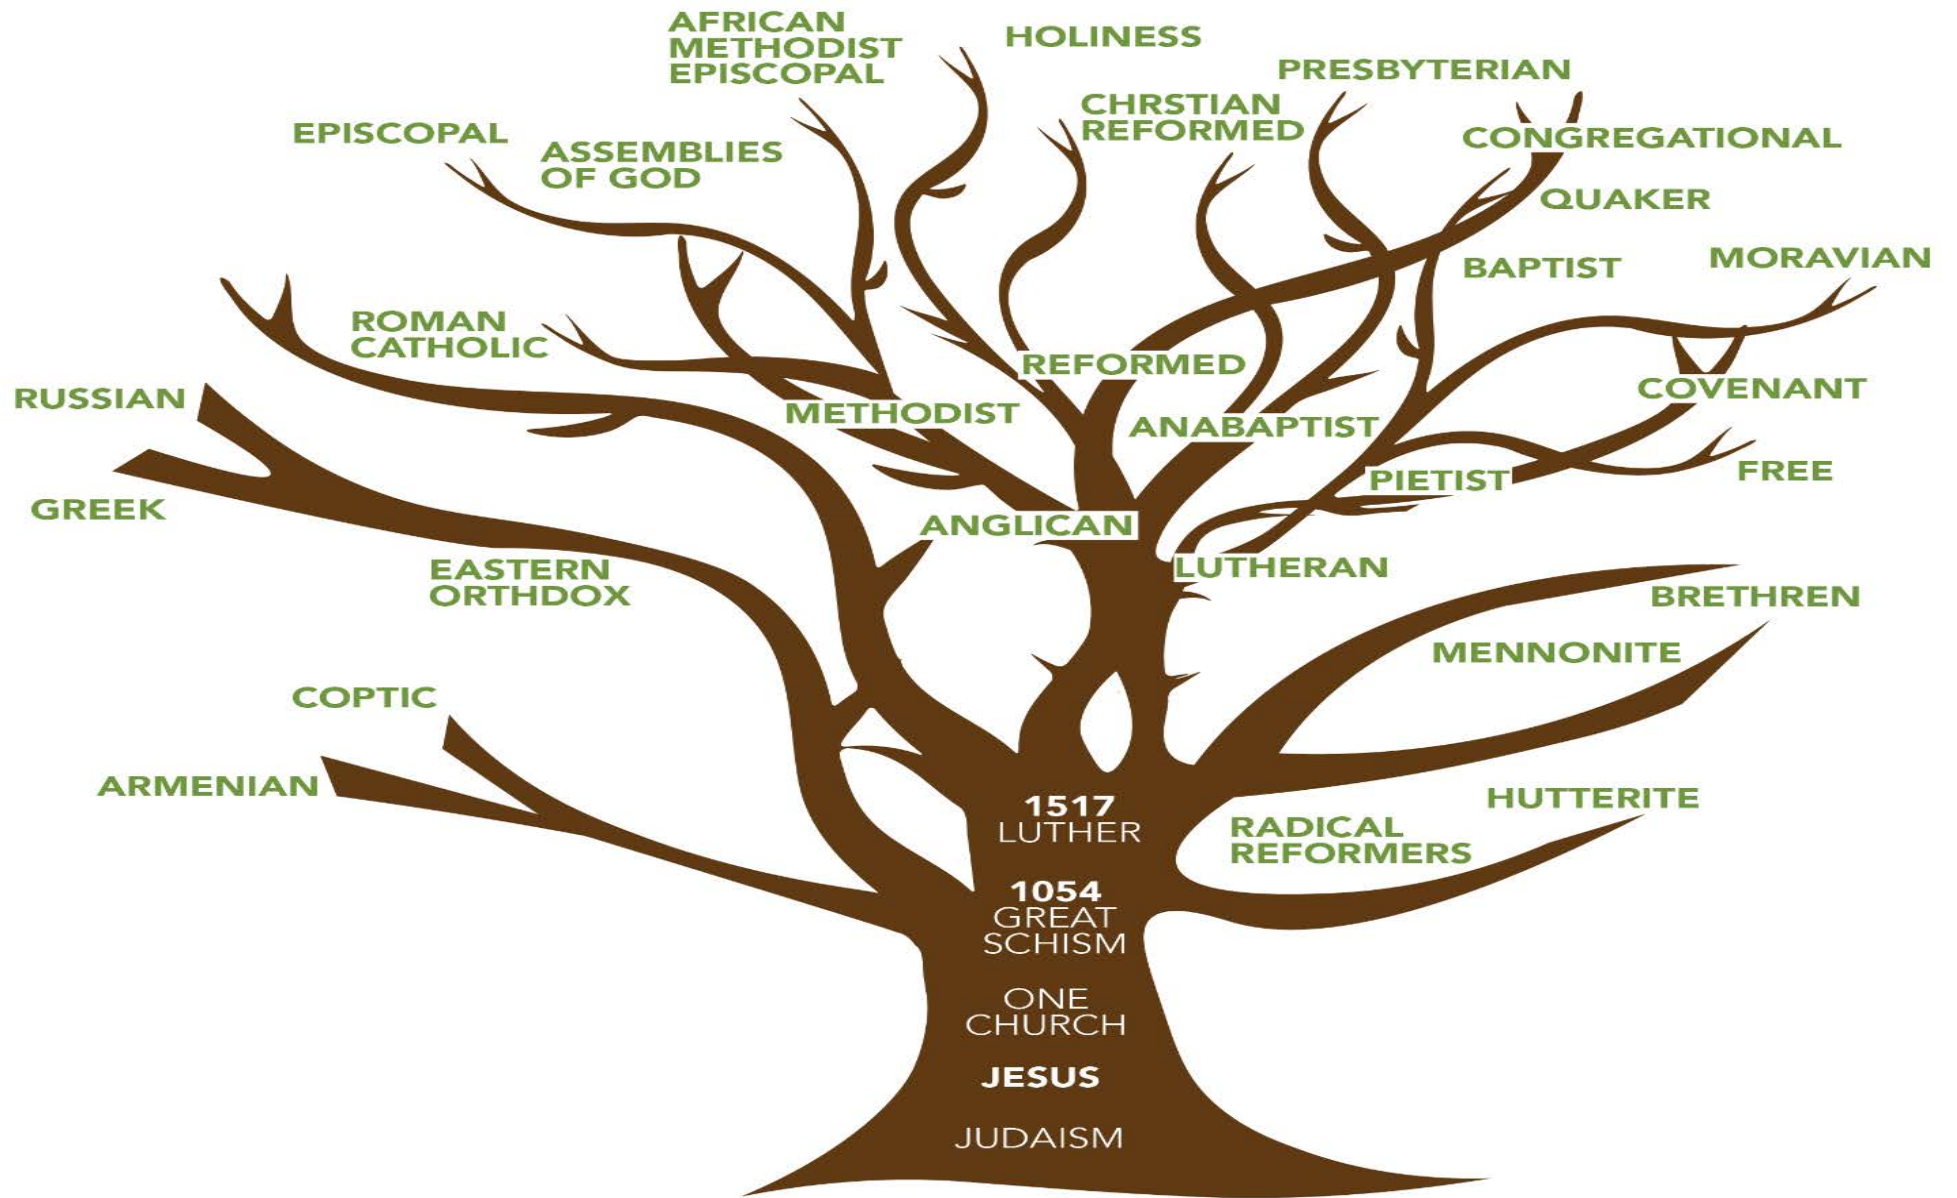 AFRICAN
METHODIST
EPISCOPAL
HOLINESS
PRESBYTERIAN
CHRSTIAN
REFORMED
EPISCOPAL
ASSEMBLIES
OF GOD
CONGREGATIONAL
QUAKER
BAPTIST
MORAVIAN
ROMAN
CATHOLIC
REFORMED
RUSSIAN
METHODIST
ANABAPTIST
COVENANT
GREEK
ANGLICAN
PIETIST
FREE
EASTERN
ORTHDOX
LUTHERAN
BRETHREN
MENNONITE
COPTIC
ARMENIAN
HUTTERITE
RADICAL
REFORMERS
1517
LUTHER
1054
GREAT
SCHISM
ONE
CHURCH
JESUS
JUDAISM